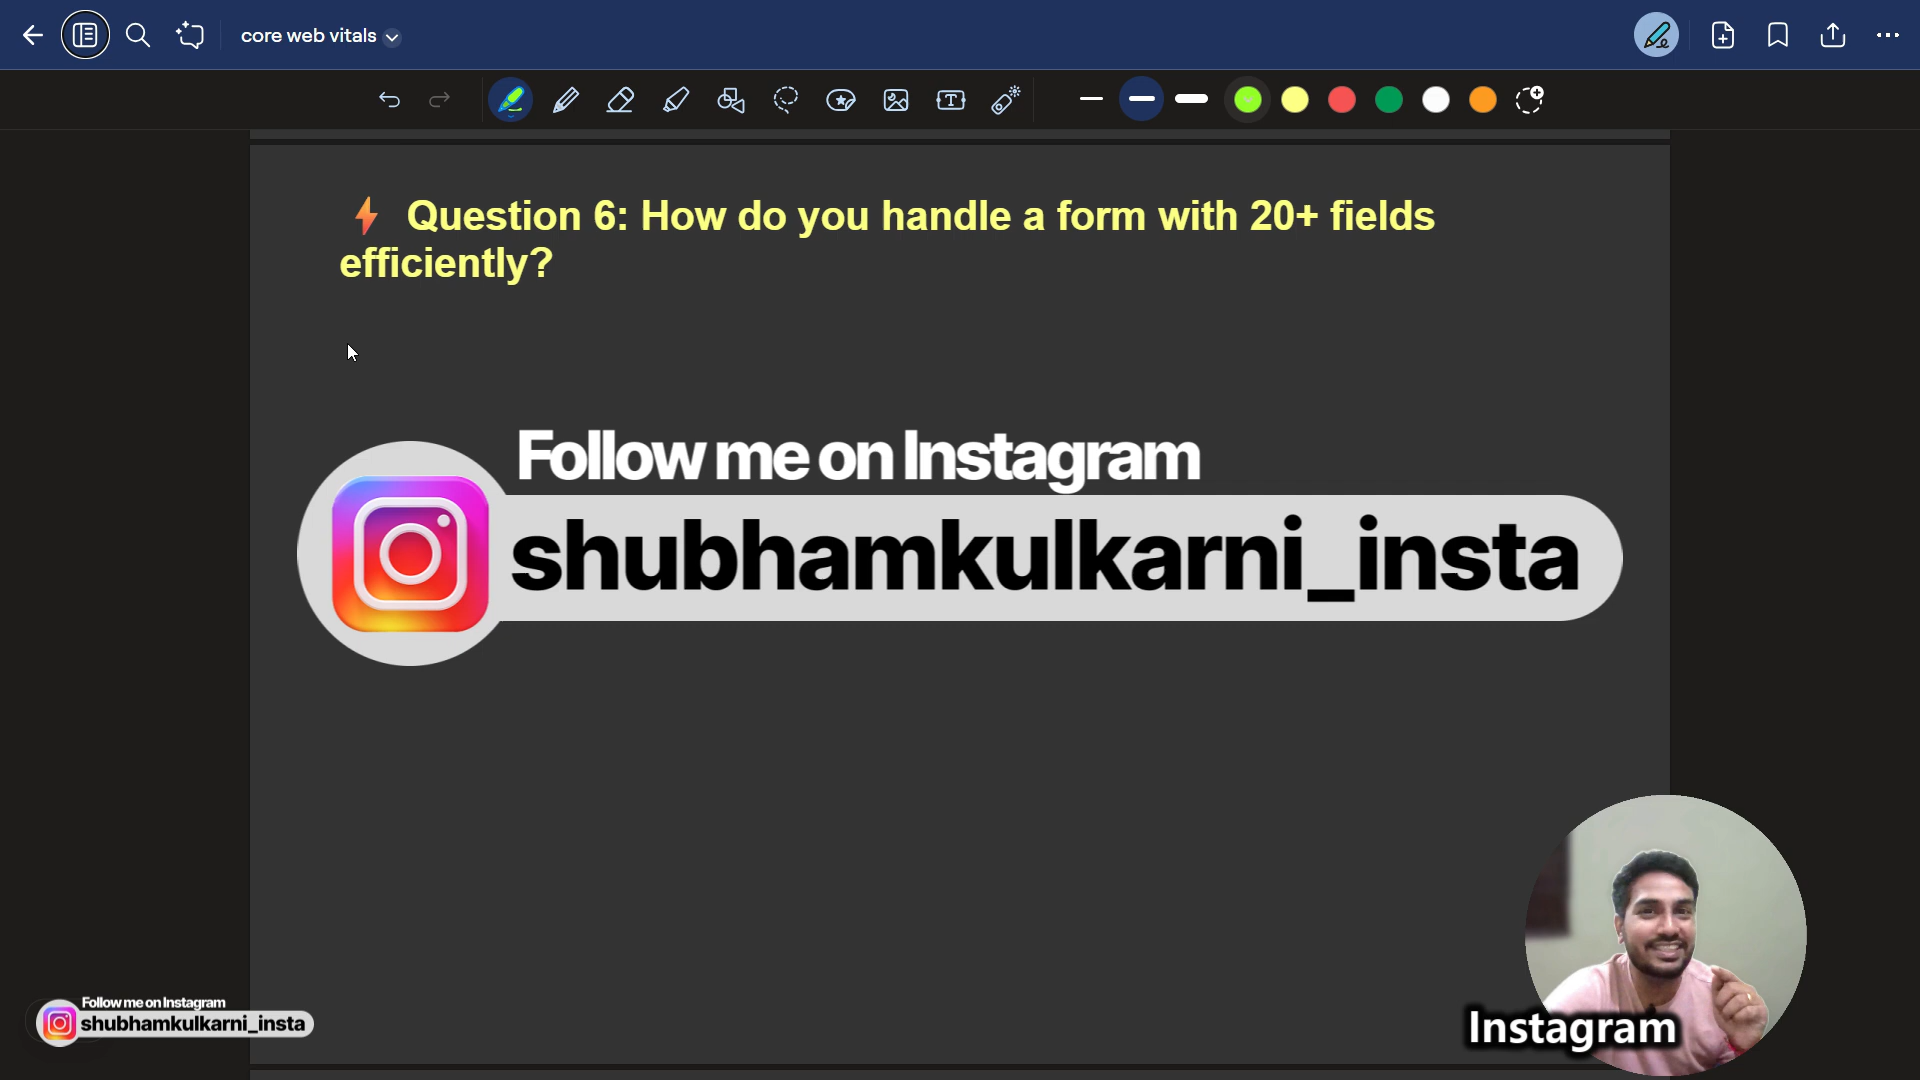 core web vitals
⚡ Question 6: How do you handle a form with 20+ fields
efficiently?
Follow me on Instagram
shubhamkulkarni_insta
Follow me on Instagram
shubhamkulkarni_insta
Instagram